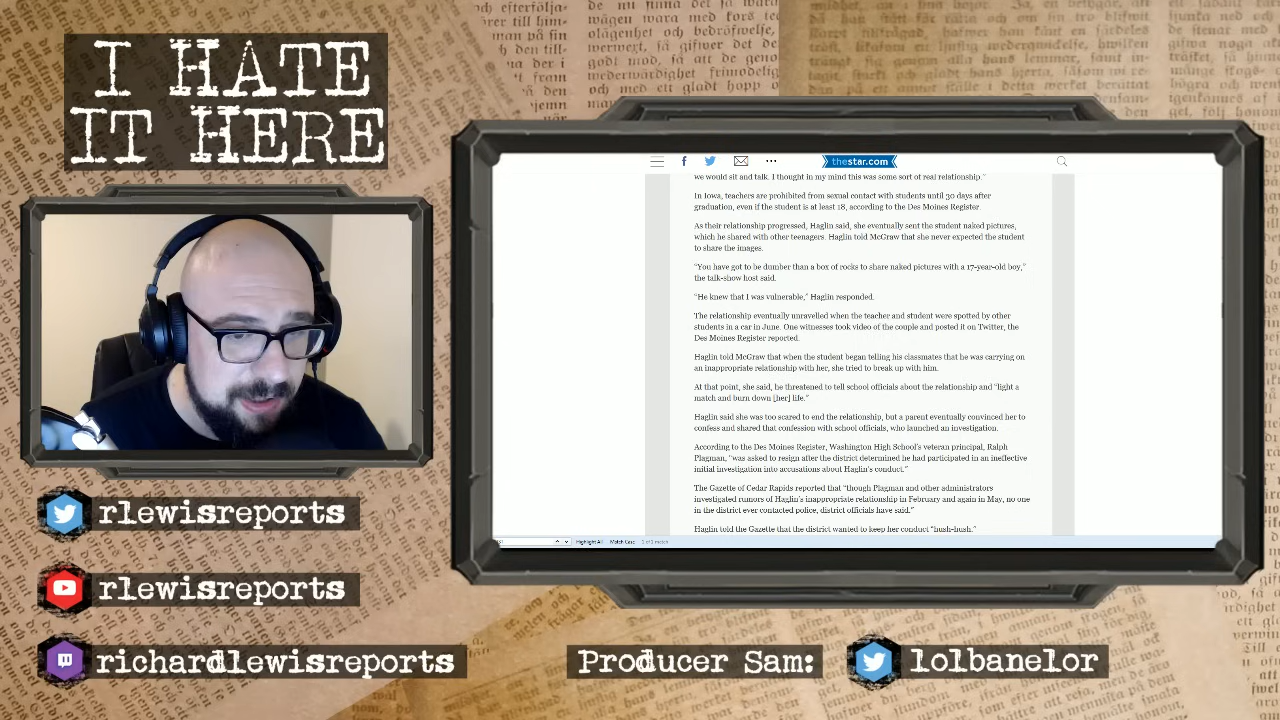 I HATE
IT HERE
thestar.com
we would sit and talk. I thought in my mind this was some sort of real relationship."
In Iowa, teachers are prohibited from sexual contact with students until 30 days after
graduation, even if the student is at least 18, according to the Des Moines Register.
As their relationship progressed, Haglin said, she eventually sent the student naked pictures,
which he shared with other teenagers. Haglin told McGraw that she never expected the student
to share the images.
"You have got to be dumber than a box of rocks to share naked pictures with a 17-year-old boy,"
the talk-show host said.
"He knew that I was vulnerable," Haglin responded.
The relationship eventually unravelled when the teacher and student were spotted by other
students in a car in June. One witnesses took video of the couple and posted it on Twitter, the
Des Moines Register reported.
Haglin told McGraw that when the student began telling his classmates that he was carrying on
an inappropriate relationship with her, she tried to break up with him.
At that point, she said, he threatened to tell school officials about the relationship and "light a
match and burn down [her] life."
Haglin said she was too scared to end the relationship, but a parent eventually convinced her to
confess and shared that confession with school officials, who launched an investigation.
According to the Des Moines Register, Washington High School's veteran principal, Ralph
Plagman, "was asked to resign after the district determined he had participated in an ineffective
initial investigation into accusations about Haglin's conduct."
The Gazette of Cedar Rapids reported that "though Plagman and other administrators
investigated rumors of Haglin's inappropriate relationship in February and again in May, no one
in the district ever contacted police, district officials have said."
Haglin told the Gazette that the district wanted to keep her conduct "hush-hush."
Highlight All Match Case 1 of 1 match
rlewisreports
rlewisreports
richardlewisreports
Producer Sam: lolbanelor